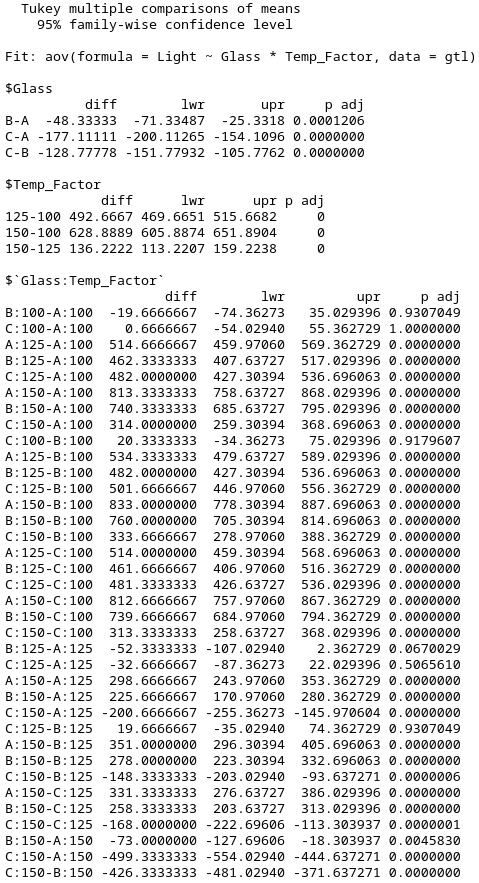 Tukey multiple comparisons of means
    95% family-wise confidence level

Fit: aov(formula = Light ~ Glass * Temp_Factor, data = gtl)

$Glass
          diff        lwr       upr     p adj
B-A  -48.33333  -71.33487  -25.3318 0.0001206
C-A -177.11111 -200.11265 -154.1096 0.0000000
C-B -128.77778 -151.77932 -105.7762 0.0000000

$Temp_Factor
            diff      lwr      upr p adj
125-100 492.6667 469.6651 515.6682     0
150-100 628.8889 605.8874 651.8904     0
150-125 136.2222 113.2207 159.2238     0

$`Glass:Temp_Factor`
                    diff        lwr         upr     p adj
B:100-A:100  -19.6666667  -74.36273   35.029396 0.9307049
C:100-A:100    0.6666667  -54.02940   55.362729 1.0000000
A:125-A:100  514.6666667  459.97060  569.362729 0.0000000
B:125-A:100  462.3333333  407.63727  517.029396 0.0000000
C:125-A:100  482.0000000  427.30394  536.696063 0.0000000
A:150-A:100  813.3333333  758.63727  868.029396 0.0000000
B:150-A:100  740.3333333  685.63727  795.029396 0.0000000
C:150-A:100  314.0000000  259.30394  368.696063 0.0000000
C:100-B:100   20.3333333  -34.36273   75.029396 0.9179607
A:125-B:100  534.3333333  479.63727  589.029396 0.0000000
B:125-B:100  482.0000000  427.30394  536.696063 0.0000000
C:125-B:100  501.6666667  446.97060  556.362729 0.0000000
A:150-B:100  833.0000000  778.30394  887.696063 0.0000000
B:150-B:100  760.0000000  705.30394  814.696063 0.0000000
C:150-B:100  333.6666667  278.97060  388.362729 0.0000000
A:125-C:100  514.0000000  459.30394  568.696063 0.0000000
B:125-C:100  461.6666667  406.97060  516.362729 0.0000000
C:125-C:100  481.3333333  426.63727  536.029396 0.0000000
A:150-C:100  812.6666667  757.97060  867.362729 0.0000000
B:150-C:100  739.6666667  684.97060  794.362729 0.0000000
C:150-C:100  313.3333333  258.63727  368.029396 0.0000000
B:125-A:125  -52.3333333 -107.02940    2.362729 0.0670029
C:125-A:125  -32.6666667  -87.36273   22.029396 0.5065610
A:150-A:125  298.6666667  243.97060  353.362729 0.0000000
B:150-A:125  225.6666667  170.97060  280.362729 0.0000000
C:150-A:125 -200.6666667 -255.36273 -145.970604 0.0000000
C:125-B:125   19.6666667  -35.02940   74.362729 0.9307049
A:150-B:125  351.0000000  296.30394  405.696063 0.0000000
B:150-B:125  278.0000000  223.30394  332.696063 0.0000000
C:150-B:125 -148.3333333 -203.02940  -93.637271 0.0000006
A:150-C:125  331.3333333  276.63727  386.029396 0.0000000
B:150-C:125  258.3333333  203.63727  313.029396 0.0000000
C:150-C:125 -168.0000000 -222.69606 -113.303937 0.0000001
B:150-A:150  -73.0000000 -127.69606  -18.303937 0.0045830
C:150-A:150 -499.3333333 -554.02940 -444.637271 0.0000000
C:150-B:150 -426.3333333 -481.02940 -371.637271 0.0000000